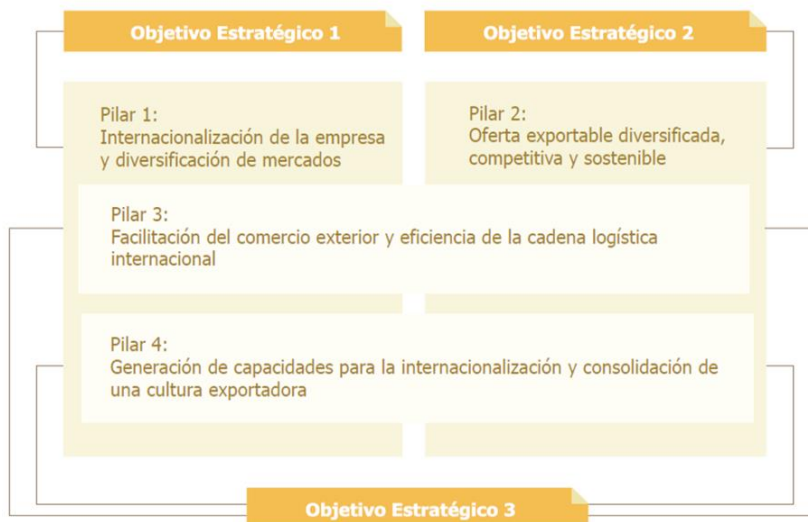 Objetivo Estratégico 1
Objetivo Estratégico 2
Pilar 1:
Internacionalización de la empresa
y diversificación de mercados
Pilar 2:
Oferta exportable diversificada,
competitiva y sostenible
Pilar 3:
Facilitación del comercio exterior y eficiencia de la cadena logística
internacional
Pilar 4:
Generación de capacidades para la internacionalización y consolidación de
una cultura exportadora
Objetivo Estratégico 3